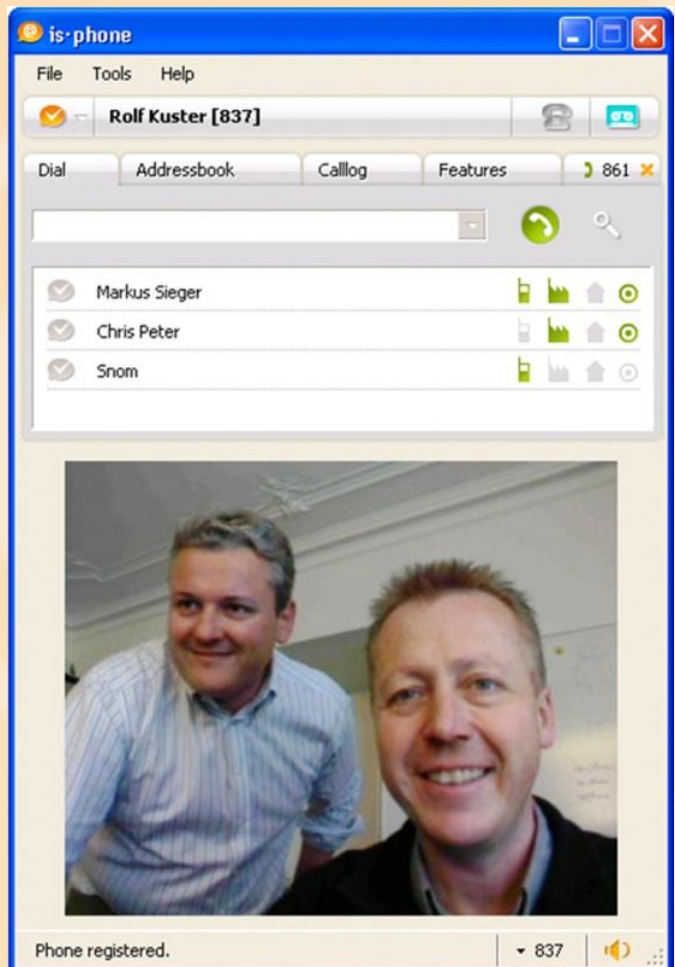 is·phone
File Tools Help
Rolf Kuster [837]
Dial Addressbook Calllog Features 861
Markus Sieger
Chris Peter
Snom
Phone registered. 837